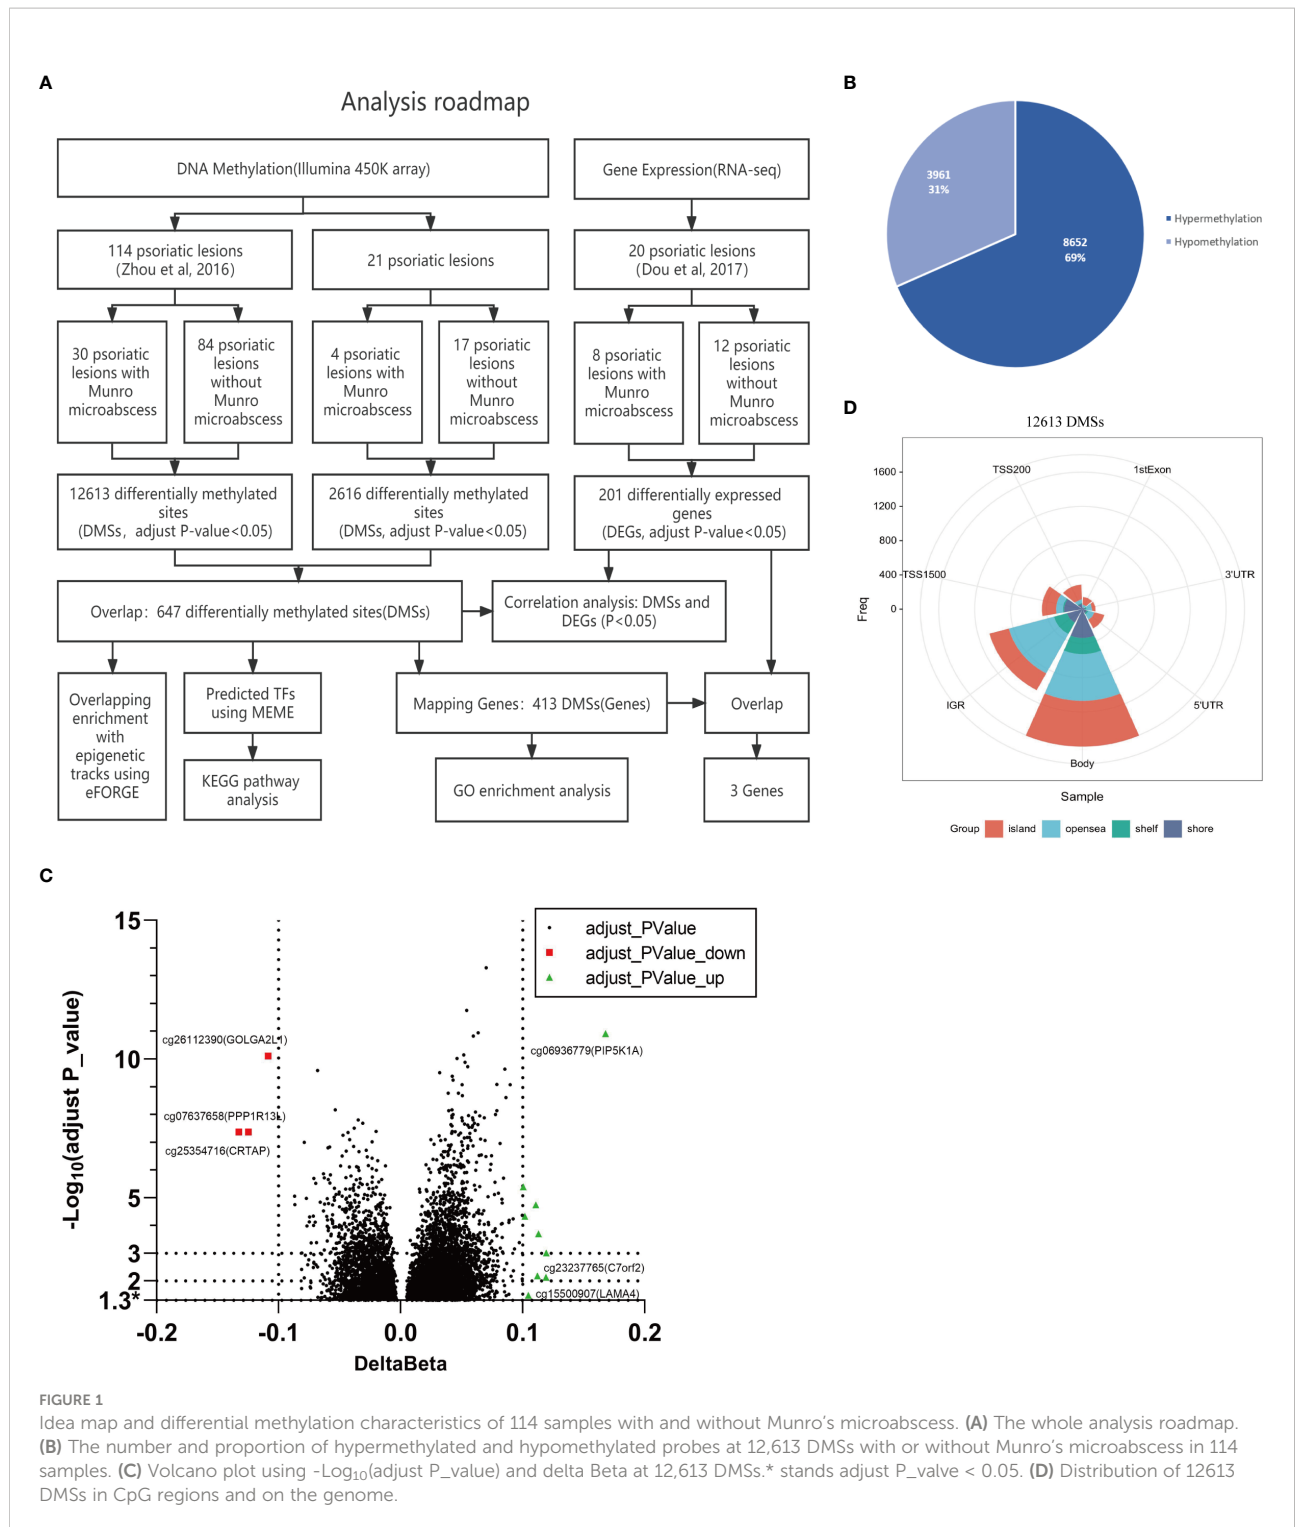 A
Analysis roadmap
DNA Methylation(Illumina 450K array)
Gene Expression(RNA-seq)
114 psoriatic lesions
(Zhou et al, 2016)
21 psoriatic lesions
20 psoriatic lesions
(Dou et al, 2017)
30 psoriatic
lesions with
Munro
microabscess
84 psoriatic
lesions
without
Munro
microabscess
4 psoriatic
lesions with
Munro
microabscess
17 psoriatic
lesions
without
Munro
microabscess
8 psoriatic
lesions with
Munro
microabscess
12 psoriatic
lesions
without
Munro
microabscess
12613 differentially methylated
sites
(DMSs，adjust P-value<0.05)
2616 differentially methylated
sites
(DMSs, adjust P-value<0.05)
201 differentially expressed
genes
(DEGs, adjust P-value<0.05)
Overlap：647 differentially methylated sites(DMSs)
Correlation analysis: DMSs and
DEGs (P<0.05)
Overlapping
enrichment
with
epigenetic
tracks using
eFORGE
Predicted TFs
using MEME
KEGG pathway
analysis
Mapping Genes：413 DMSs(Genes)
Overlap
GO enrichment analysis
3 Genes
B
3961
31%
8652
69%
Hypermethylation
Hypomethylation
D
12613 DMSs
1600
1200
800
400
0
Freq
TSS200
1stExon
TSS1500
3'UTR
IGR
5'UTR
Body
Sample
Group
island
opensea
shelf
shore
C
15
10
5
3
2
1.3*
-Log10(adjust P_value)
adjust_PValue
adjust_PValue_down
adjust_PValue_up
cg26112390(GOLGA2L1)
cg06936779(PIP5K1A)
cg07637658(PPP1R13L)
cg25354716(CRTAP)
cg23237765(C7orf2)
cg15500907(LAMA4)
-0.2
-0.1
0.0
0.1
0.2
DeltaBeta
FIGURE 1
Idea map and differential methylation characteristics of 114 samples with and without Munro's microabscess. (A) The whole analysis roadmap.
(B) The number and proportion of hypermethylated and hypomethylated probes at 12,613 DMSs with or without Munro's microabscess in 114
samples. (C) Volcano plot using -Log10(adjust P_value) and delta Beta at 12,613 DMSs.* stands adjust P_valve < 0.05. (D) Distribution of 12613
DMSs in CpG regions and on the genome.